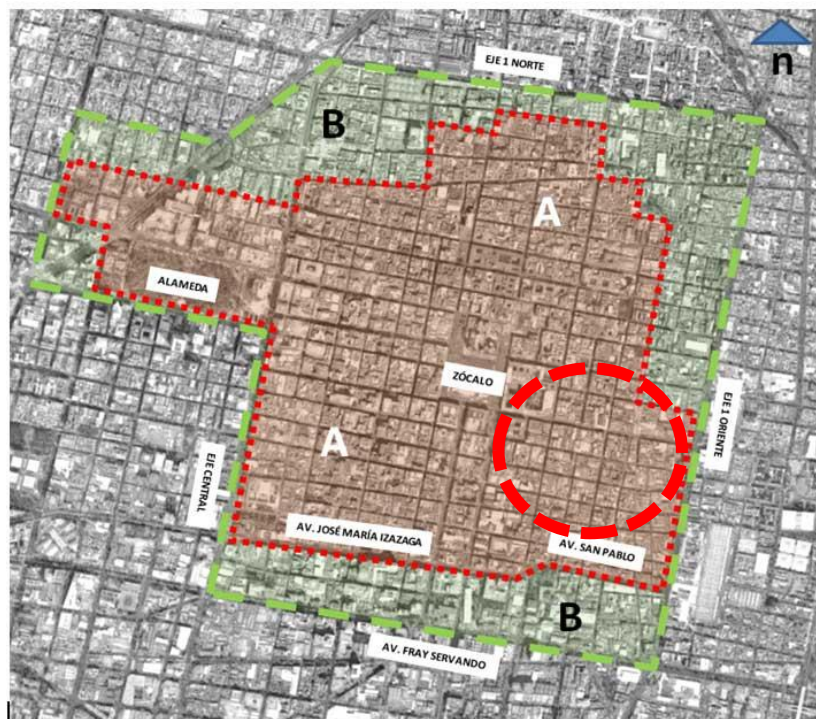 EJE 1 NORTE
n
B
A
ALAMEDA
ZÓCALO
EJE 1 ORIENTE
A
EJE CENTRAL
AV. JOSÉ MARÍA IZAZAGA
AV. SAN PABLO
B
AV. FRAY SERVANDO